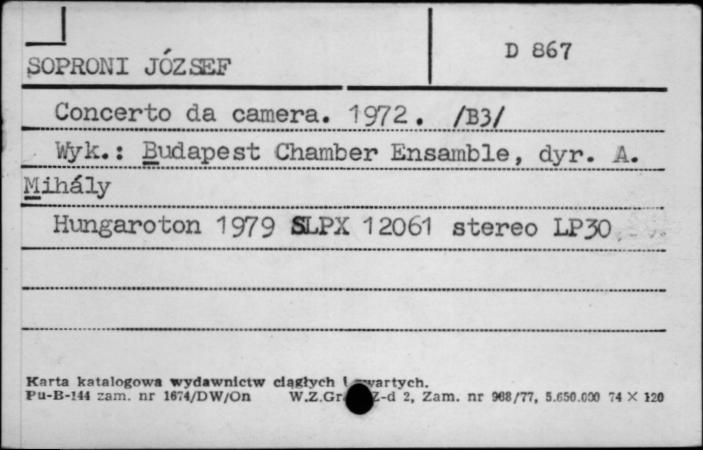 D 867
SOPRONI JÓZSEF
Concerto da camera. 1972. /B3/
Wyk.: Budapest Chamber Ensamble, dyr. A.
Mihály
Hungaroton 1979 SLPX 12061 stereo LP30
Karta katalogowa wydawnictw ciągłych i wartych.
Pu-B-144 zam. nr 1674/DW/On W.Z.Gr Z-d 2, Zam. nr 968/77, 5.650.000 74 × 120